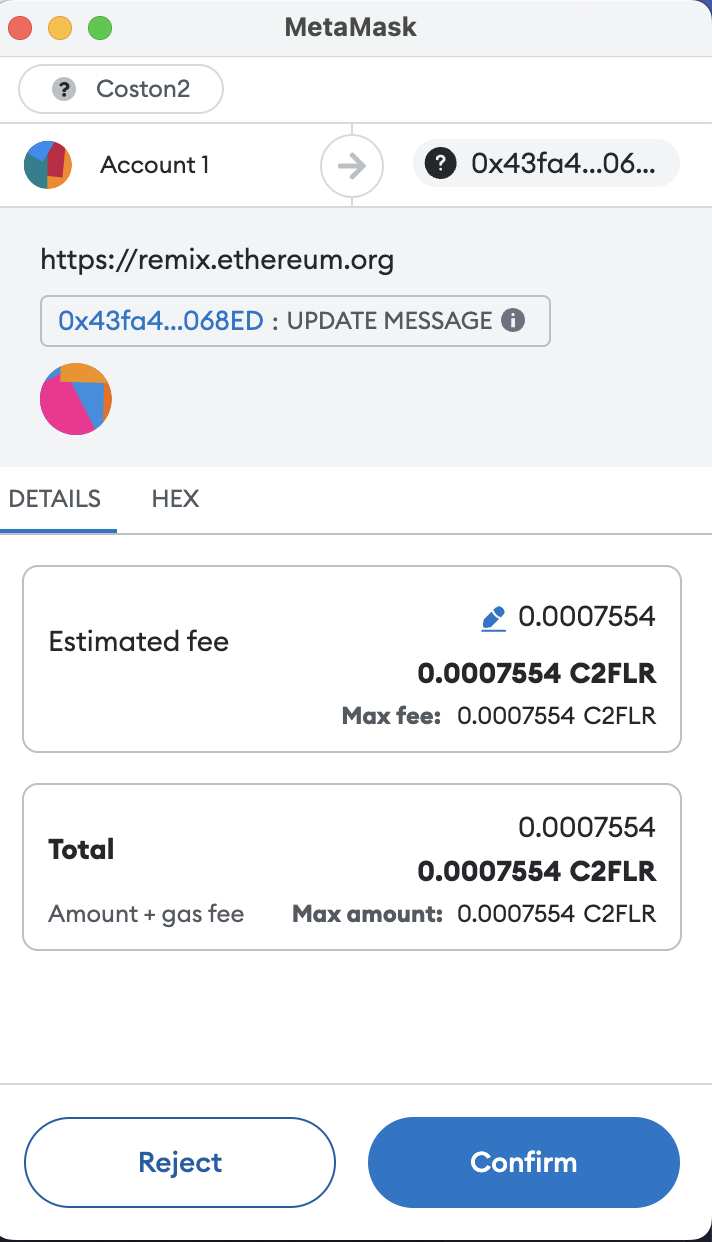 MetaMask
? Coston2
Account 1
? 0x43fa4...06...
https://remix.ethereum.org
0x43fa4...068ED : UPDATE MESSAGE i
DETAILS HEX
Estimated fee
0.0007554
0.0007554 C2FLR
Max fee: 0.0007554 C2FLR
Total
0.0007554
0.0007554 C2FLR
Amount + gas fee Max amount: 0.0007554 C2FLR
Reject Confirm